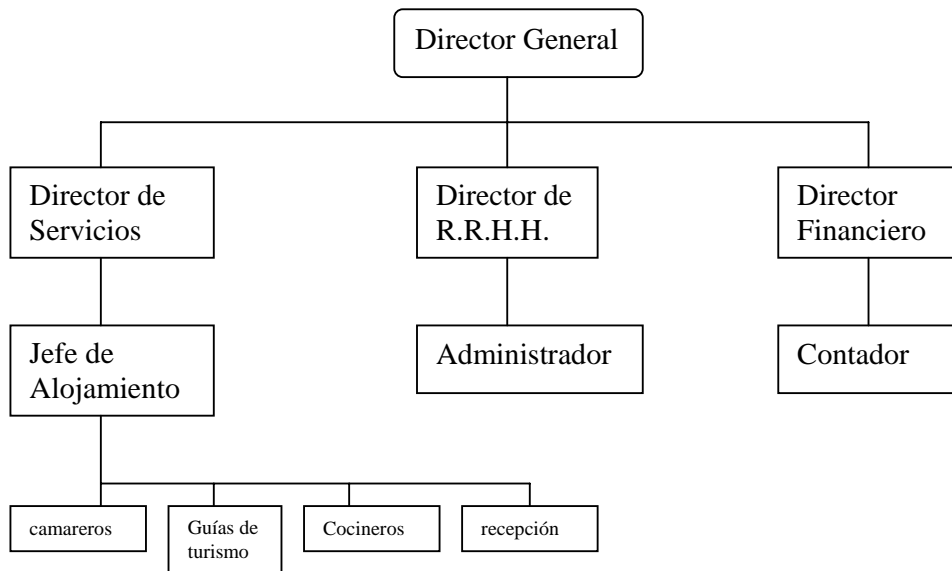 Director General
Director de
Servicios
Director de
R.R.H.H.
Director
Financiero
Jefe de
Alojamiento
Administrador
Contador
camareros
Guías de
turismo
Cocineros
recepción